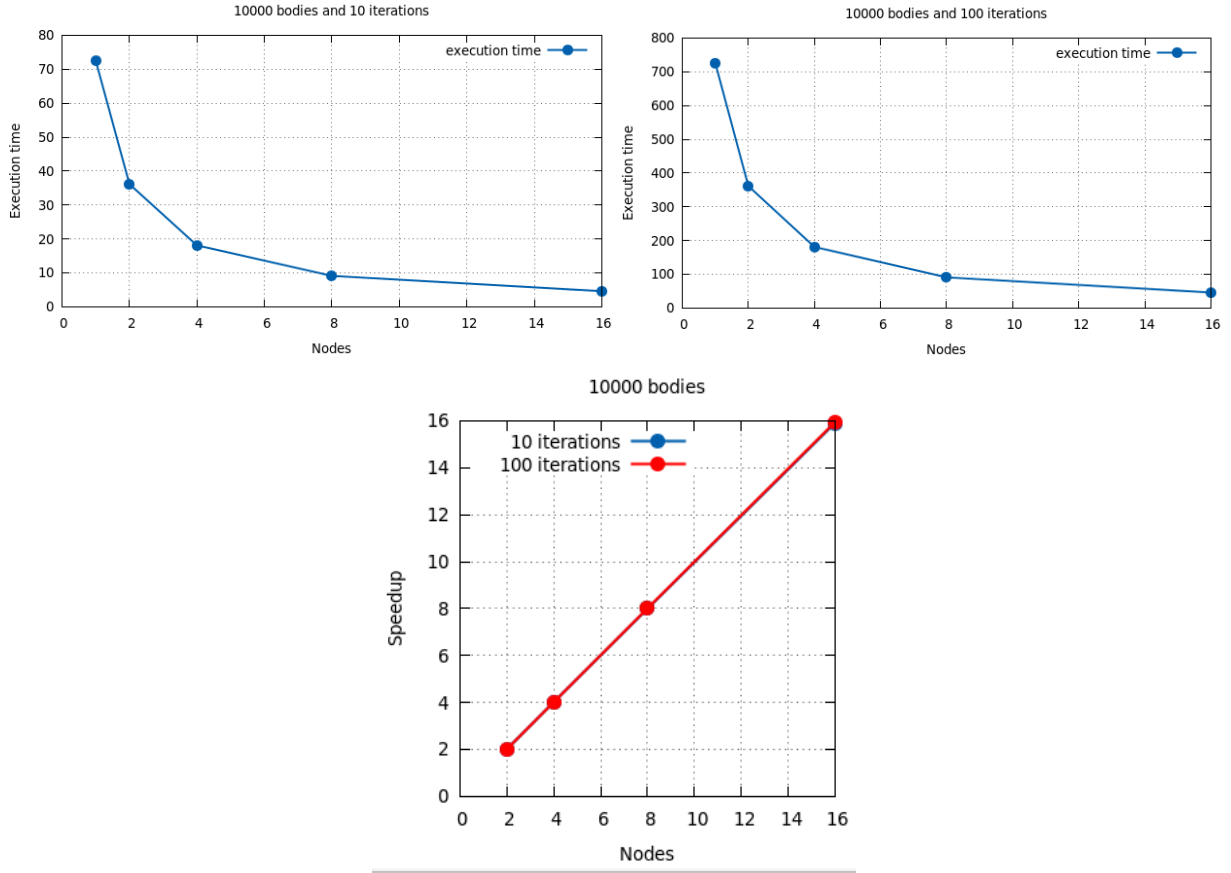 10000 bodies and 10 iterations
execution time
80
70
60
50
40
30
20
10
0
Execution time
0 2 4 6 8 10 12 14 16
Nodes
10000 bodies and 100 iterations
execution time
800
700
600
500
400
300
200
100
0
Execution time
0 2 4 6 8 10 12 14 16
Nodes
10000 bodies
10 iterations
100 iterations
16
14
12
10
8
6
4
2
0
Speedup
0 2 4 6 8 10 12 14 16
Nodes